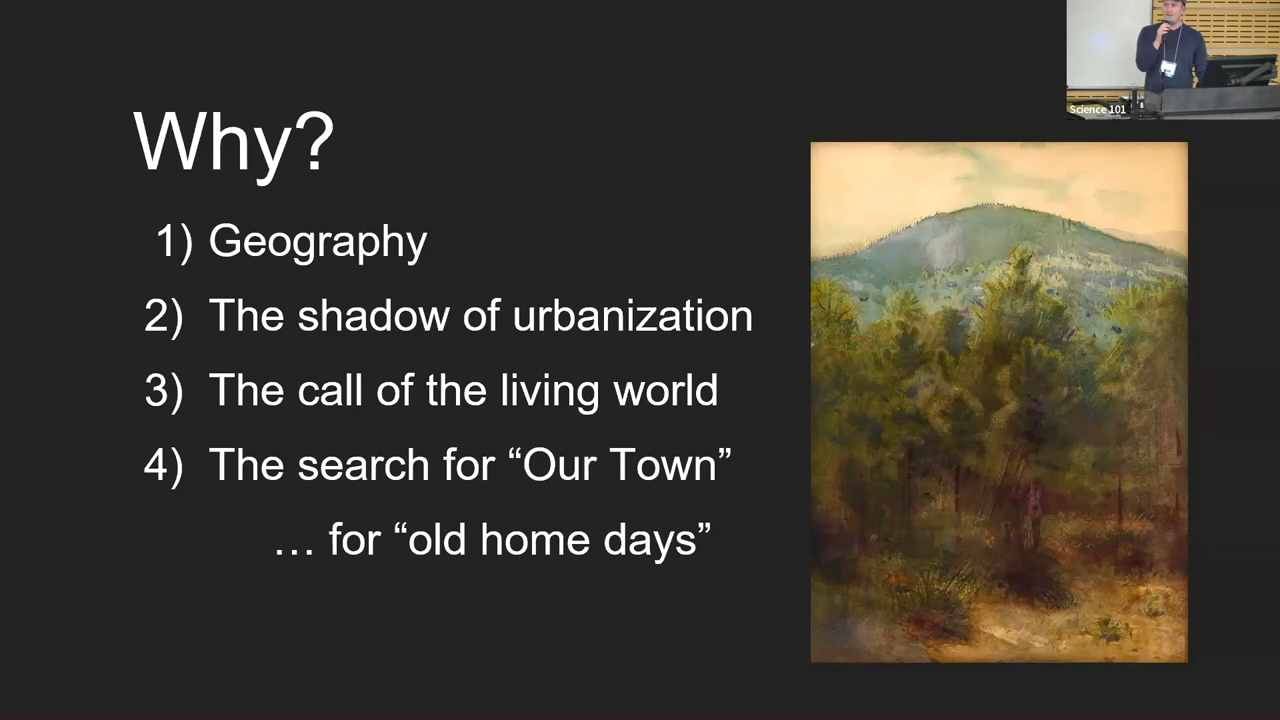 Why?
1) Geography
2) The shadow of urbanization
3) The call of the living world
4) The search for “Our Town”
… for “old home days”
Science 101